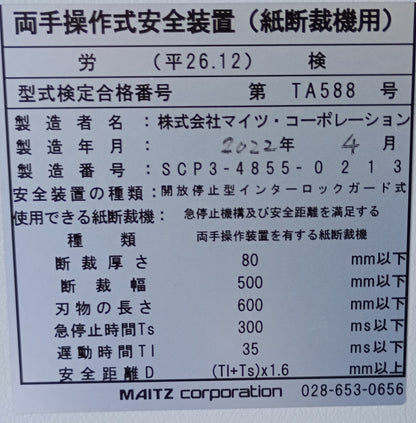 両手操作式安全装置（紙断裁機用）
労 （平26.12） 検
型式検定合格番号 第 TA588 号
製造者名：株式会社マイツ・コーポレーション
製造年月：2022年 4月
製造番号：SCP3-4855-0213
安全装置の種類：開放停止型インターロックガード式
使用できる紙断裁機：急停止機構及び安全距離を満足する
種類 両手操作装置を有する紙断裁機
断裁厚さ 80 mm以下
断裁幅 500 mm以下
刃物の長さ 600 mm以下
急停止時間Ts 300 ms以下
遅動時間Tl 35 ms以下
安全距離D (Tl+Ts)x1.6 mm以上
MAITZ corporation 028-653-0656